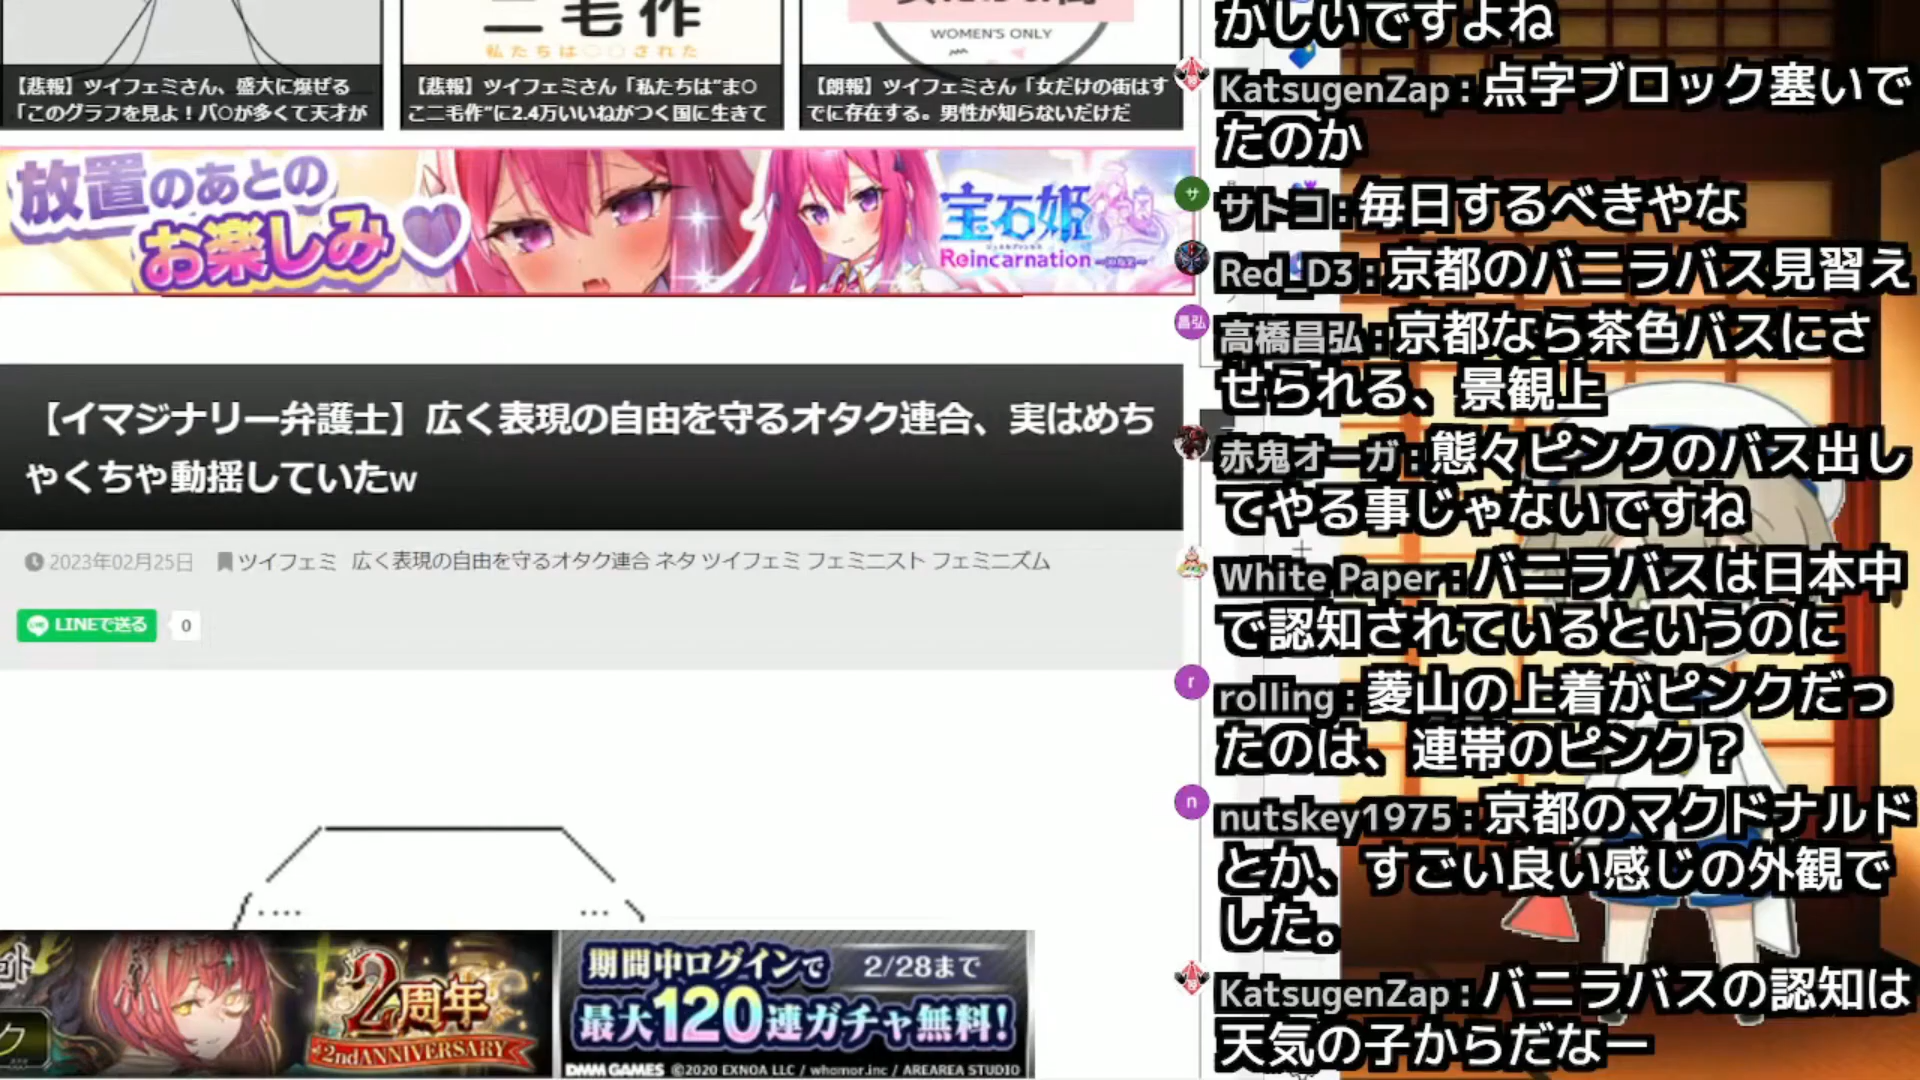 二毛作
私たちは〇〇された
WOMEN'S ONLY
【悲報】ツイフェミさん、盛大に爆ぜる
「このグラフを見よ！バ〇が多くて天才が
【悲報】ツイフェミさん「私たちは"ま〇
こ二毛作"に2.4万いいねがつく国に生きて
【朗報】ツイフェミさん「女だけの街はす
でに存在する。男性が知らないだけだ
放置のあとの
お楽しみ
宝石姫
Reincarnation
【イマジナリー弁護士】広く表現の自由を守るオタク連合、実はめち
ゃくちゃ動揺していたw
2023年02月25日 ツイフェミ 広く表現の自由を守るオタク連合 ネタ ツイフェミ フェミニスト フェミニズム
LINEで送る 0
2周年
2ndANNIVERSARY
期間中ログインで 2/28まで
最大120連ガチャ無料!
DMM GAMES ©2020 EXNOA LLC / whomor.inc / AREAREA STUDIO
かしいですよね
KatsugenZap : 点字ブロック塞いで
たのか
サトコ : 毎日するべきやな
Red_D3 : 京都のバニラバス見習え
高橋昌弘 : 京都なら茶色バスにさ
せられる、景観上
赤鬼オーガ : 態々ピンクのバス出し
てやる事じゃないですね
White Paper : バニラバスは日本中
で認知されているというのに
rolling : 菱山の上着がピンクだっ
たのは、連帯のピンク？
nutskey1975 : 京都のマクドナルド
とか、すごい良い感じの外観で
した。
KatsugenZap : バニラバスの認知は
天気の子からだなー